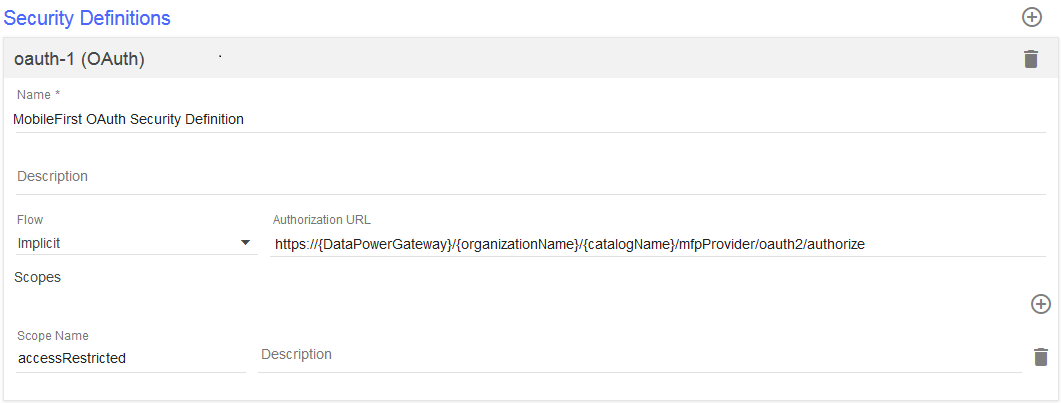 Security Definitions
oauth-1 (OAuth)
Name *
MobileFirst OAuth Security Definition
Description
Flow Authorization URL
Implicit https://{DataPowerGateway}/{organizationName}/{catalogName}/mfpProvider/oauth2/authorize
Scopes
Scope Name
accessRestricted Description